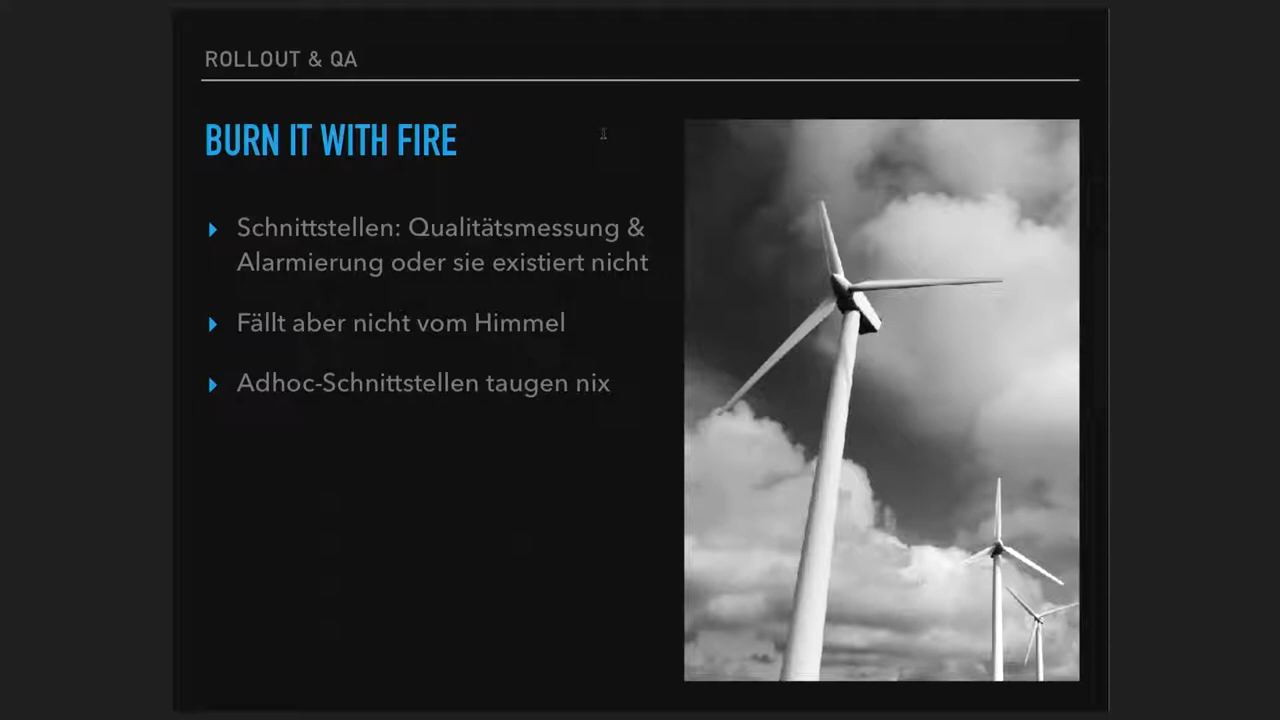 ROLLOUT & QA
BURN IT WITH FIRE
Schnittstellen: Qualitätsmessung &
Alarmierung oder sie existiert nicht
Fällt aber nicht vom Himmel
Adhoc-Schnittstellen taugen nix